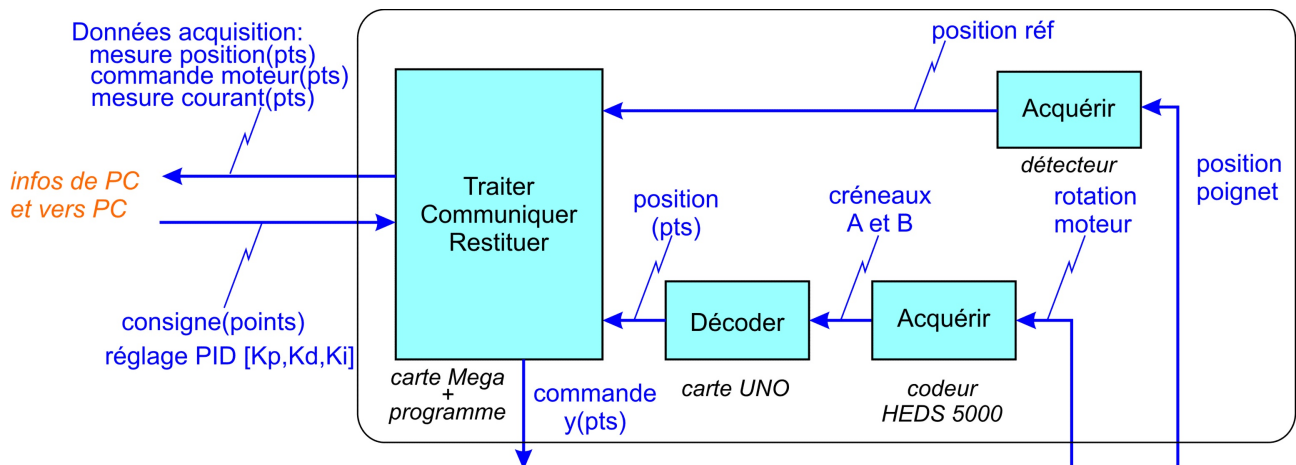 Données acquisition:
mesure position(pts)
commande moteur(pts)
mesure courant(pts)
position réf
Acquérir
détecteur
position
poignet
infos de PC
et vers PC
Traiter
Communiquer
Restituer
position
(pts)
créneaux
A et B
rotation
moteur
Décoder
Acquérir
consigne(points)
réglage PID [Kp,Kd,Ki]
carte Mega
+
programme
commande
y(pts)
carte UNO
codeur
HEDS 5000